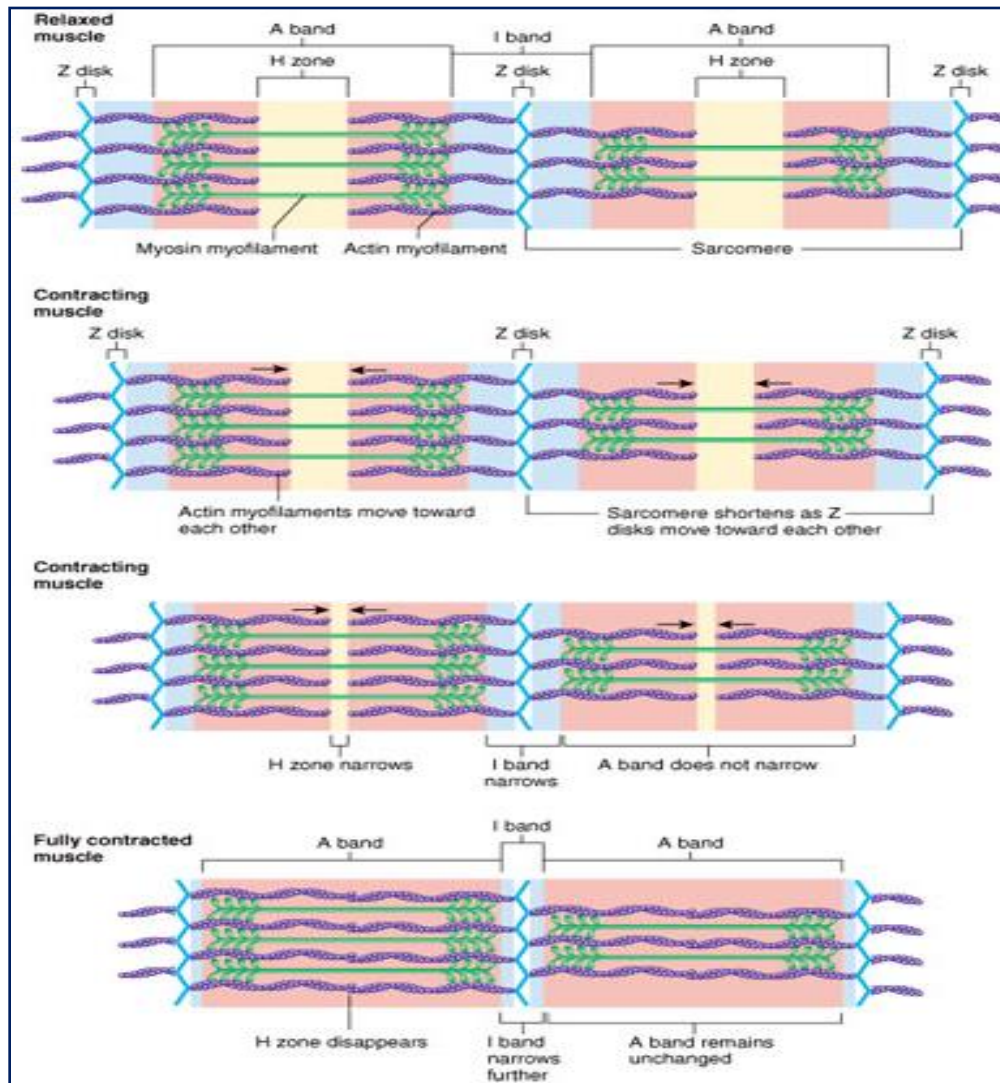 Relaxed
muscle
A band
I band
A band
Z disk
H zone
Z disk
H zone
Z disk
Myosin myofilament
Actin myofilament
Sarcomere
Contracting
muscle
Z disk
Z disk
Z disk
Actin myofilaments move toward
each other
Sarcomere shortens as Z
disks move toward each other
Contracting
muscle
H zone narrows
I band
narrows
A band does not narrow
Fully contracted
muscle
A band
I band
A band
H zone disappears
I band
narrows
further
A band remains
unchanged